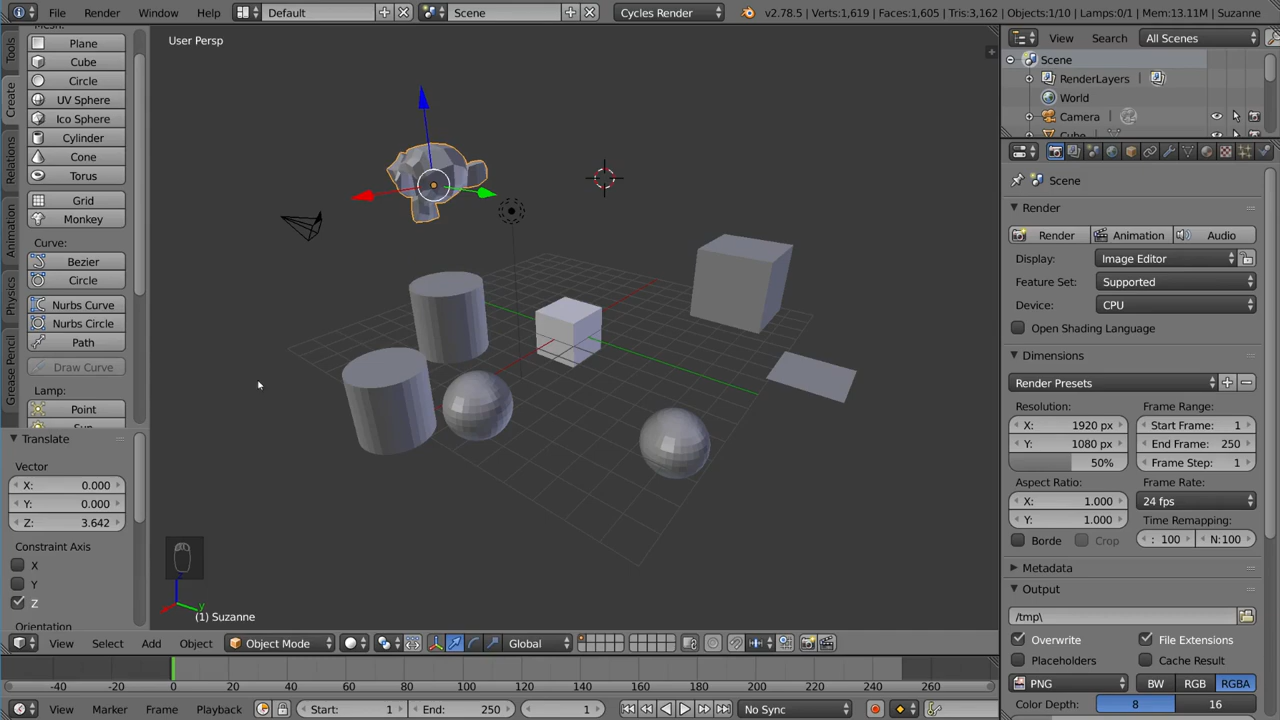 File Render Window Help Default Scene Cycles Render v2.78.5 | Verts:1,619 | Faces:1,605 | Tris:3,162 | Objects:1/10 | Lamps:0/1 | Mem:13.11M | Suzanne
Tools
Create
Relations
Animation
Physics
Grease Pencil
Plane
Cube
Circle
UV Sphere
Ico Sphere
Cylinder
Cone
Torus
Grid
Monkey
Curve:
Bezier
Circle
Nurbs Curve
Nurbs Circle
Path
Draw Curve
Lamp:
Point
Translate
Vector
X: 0.000
Y: 0.000
Z: 3.642
Constraint Axis
X
Y
Z
Orientation
User Persp
(1) Suzanne
View Select Add Object Object Mode Global
-40 -20 0 20 40 60 80 100 120 140 160 180 200 220 240 260
View Marker Frame Playback Start: 1 End: 250 1 No Sync
View Search All Scenes
Scene
RenderLayers
World
Camera
Cube
Scene
Render
Render Animation Audio
Display: Image Editor
Feature Set: Supported
Device: CPU
Open Shading Language
Dimensions
Render Presets
Resolution: Frame Range:
X: 1920 px Start Frame: 1
Y: 1080 px End Frame: 250
50% Frame Step: 1
Aspect Ratio: Frame Rate:
X: 1.000 24 fps
Y: 1.000 Time Remapping:
Borde Crop : 100 N:100
Metadata
Output
/tmp\
Overwrite File Extensions
Placeholders Cache Result
PNG BW RGB RGBA
Color Depth: 8 16